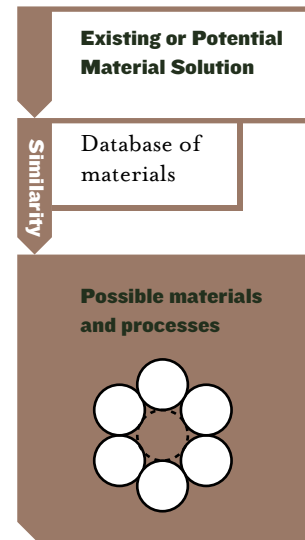 Existing or Potential
Material Solution
Similarity
Database of
materials
Possible materials
and processes